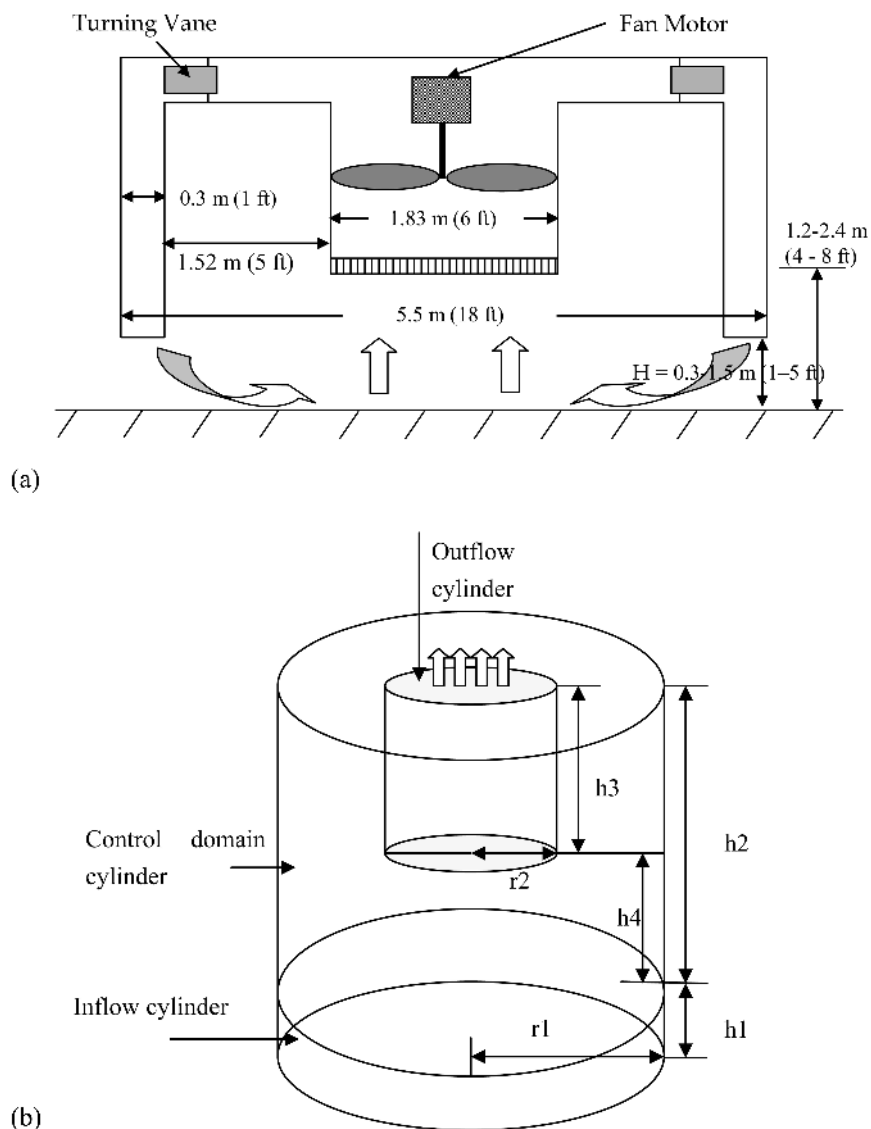 Turning Vane
Fan Motor
0.3 m (1 ft)
1.83 m (6 ft)
1.2-2.4 m
(4 - 8 ft)
1.52 m (5 ft)
5.5 m (18 ft)
H = 0.3-1.5 m (1–5 ft)
(a)
Outflow
cylinder
h3
Control domain
cylinder
h2
r2
h4
Inflow cylinder
r1
h1
(b)